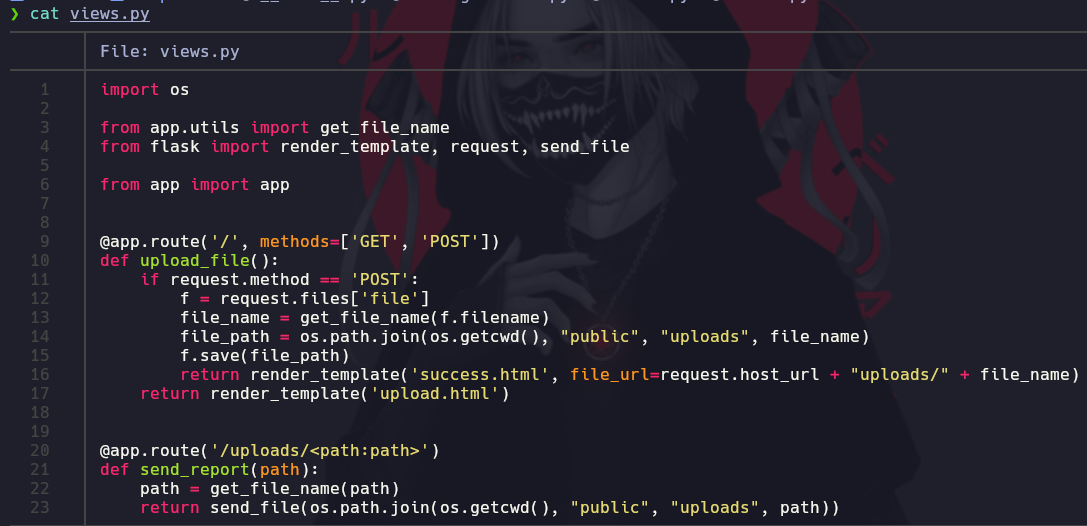 ❯ cat views.py
File: views.py
1 import os
2
3 from app.utils import get_file_name
4 from flask import render_template, request, send_file
5
6 from app import app
7
8
9 @app.route('/', methods=['GET', 'POST'])
10 def upload_file():
11     if request.method == 'POST':
12         f = request.files['file']
13         file_name = get_file_name(f.filename)
14         file_path = os.path.join(os.getcwd(), "public", "uploads", file_name)
15         f.save(file_path)
16         return render_template('success.html', file_url=request.host_url + "uploads/" + file_name)
17     return render_template('upload.html')
18
19
20 @app.route('/uploads/<path:path>')
21 def send_report(path):
22     path = get_file_name(path)
23     return send_file(os.path.join(os.getcwd(), "public", "uploads", path))